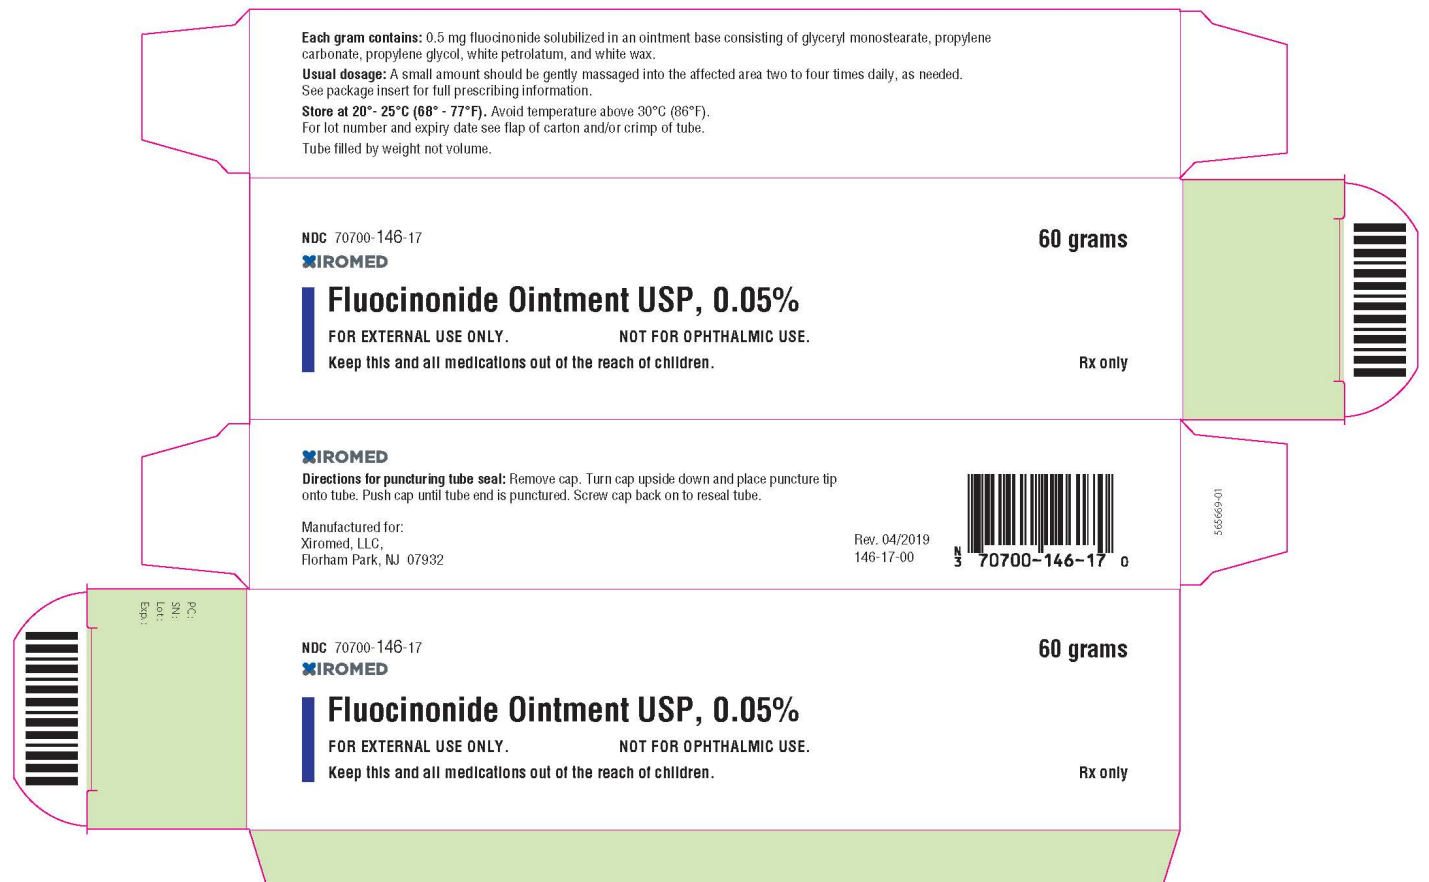 Each gram contains: 0.5 mg fluocinonide solubilized in an ointment base consisting of glyceryl monostearate, propylene
carbonate, propylene glycol, white petrolatum, and white wax.
Usual dosage: A small amount should be gently massaged into the affected area two to four times daily, as needed.
See package insert for full prescribing information.
Store at 20°- 25°C (68° - 77°F). Avoid temperature above 30°C (86°F).
For lot number and expiry date see flap of carton and/or crimp of tube.
Tube filled by weight not volume.
NDC 70700-146-17
60 grams
XIROMED
Fluocinonide Ointment USP, 0.05%
FOR EXTERNAL USE ONLY. NOT FOR OPHTHALMIC USE.
Keep this and all medications out of the reach of children.
Rx only
XIROMED
Directions for puncturing tube seal: Remove cap. Turn cap upside down and place puncture tip
onto tube. Push cap until tube end is punctured. Screw cap back on to reseal tube.
Manufactured for:
Xiromed, LLC,
Florham Park, NJ 07932
Rev. 04/2019
146-17-00
N
3 70700-146-17 0
565669-01
PC:
SN:
Lot:
Exp.:
NDC 70700-146-17
60 grams
XIROMED
Fluocinonide Ointment USP, 0.05%
FOR EXTERNAL USE ONLY. NOT FOR OPHTHALMIC USE.
Keep this and all medications out of the reach of children.
Rx only